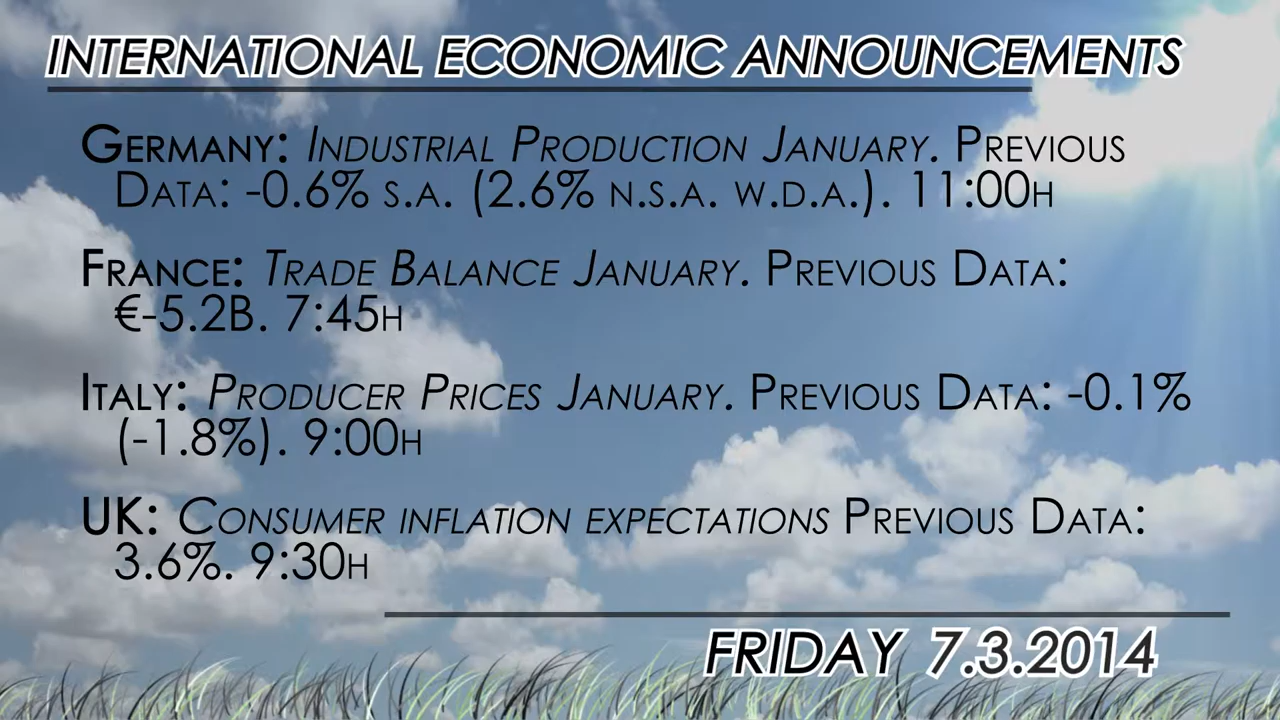 INTERNATIONAL ECONOMIC ANNOUNCEMENTS
GERMANY: INDUSTRIAL PRODUCTION JANUARY. PREVIOUS
DATA: -0.6% S.A. (2.6% N.S.A. W.D.A.). 11:00H
FRANCE: TRADE BALANCE JANUARY. PREVIOUS DATA:
€-5.2B. 7:45H
ITALY: PRODUCER PRICES JANUARY. PREVIOUS DATA: -0.1%
(-1.8%). 9:00H
UK: CONSUMER INFLATION EXPECTATIONS PREVIOUS DATA:
3.6%. 9:30H
FRIDAY 7.3.2014